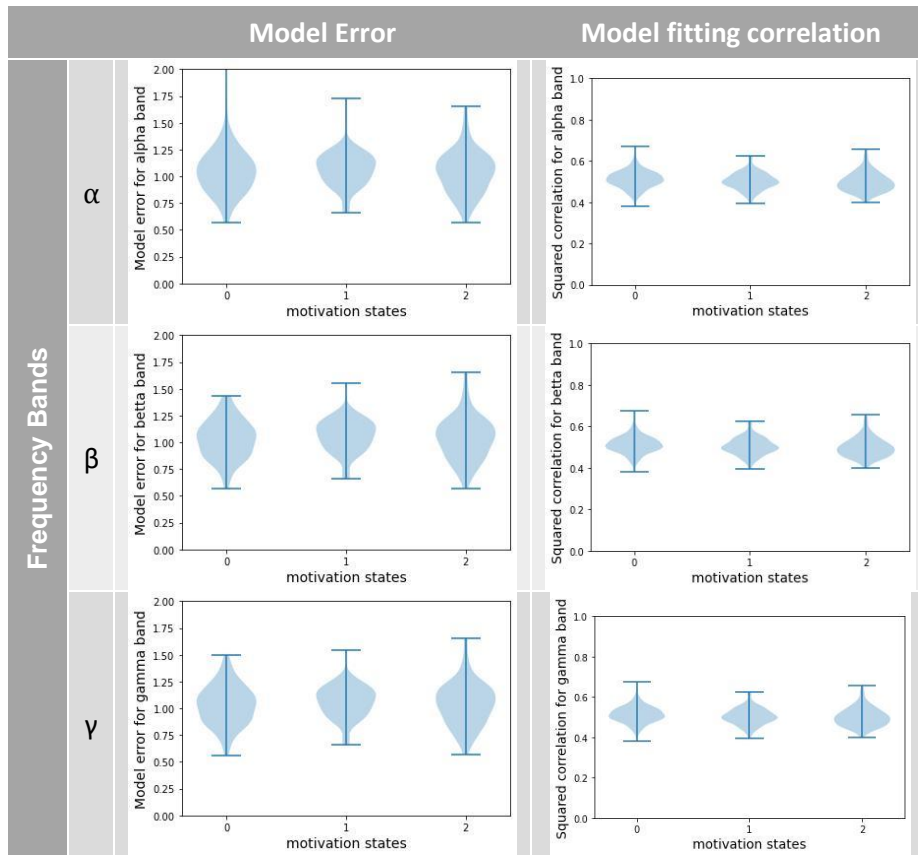 Model Error
Model fitting correlation
Frequency Bands
α
Model error for alpha band
2.00
1.75
1.50
1.25
1.00
0.75
0.50
0.25
0.00
0 1 2
motivation states
Squared correlation for alpha band
1.0
0.8
0.6
0.4
0.2
0.0
0 1 2
motivation states
β
Model error for betta band
2.00
1.75
1.50
1.25
1.00
0.75
0.50
0.25
0.00
0 1 2
motivation states
Squared correlation for betta band
1.0
0.8
0.6
0.4
0.2
0.0
0 1 2
motivation states
γ
Model error for gamma band
2.00
1.75
1.50
1.25
1.00
0.75
0.50
0.25
0.00
0 1 2
motivation states
Squared correlation for gamma band
1.0
0.8
0.6
0.4
0.2
0.0
0 1 2
motivation states